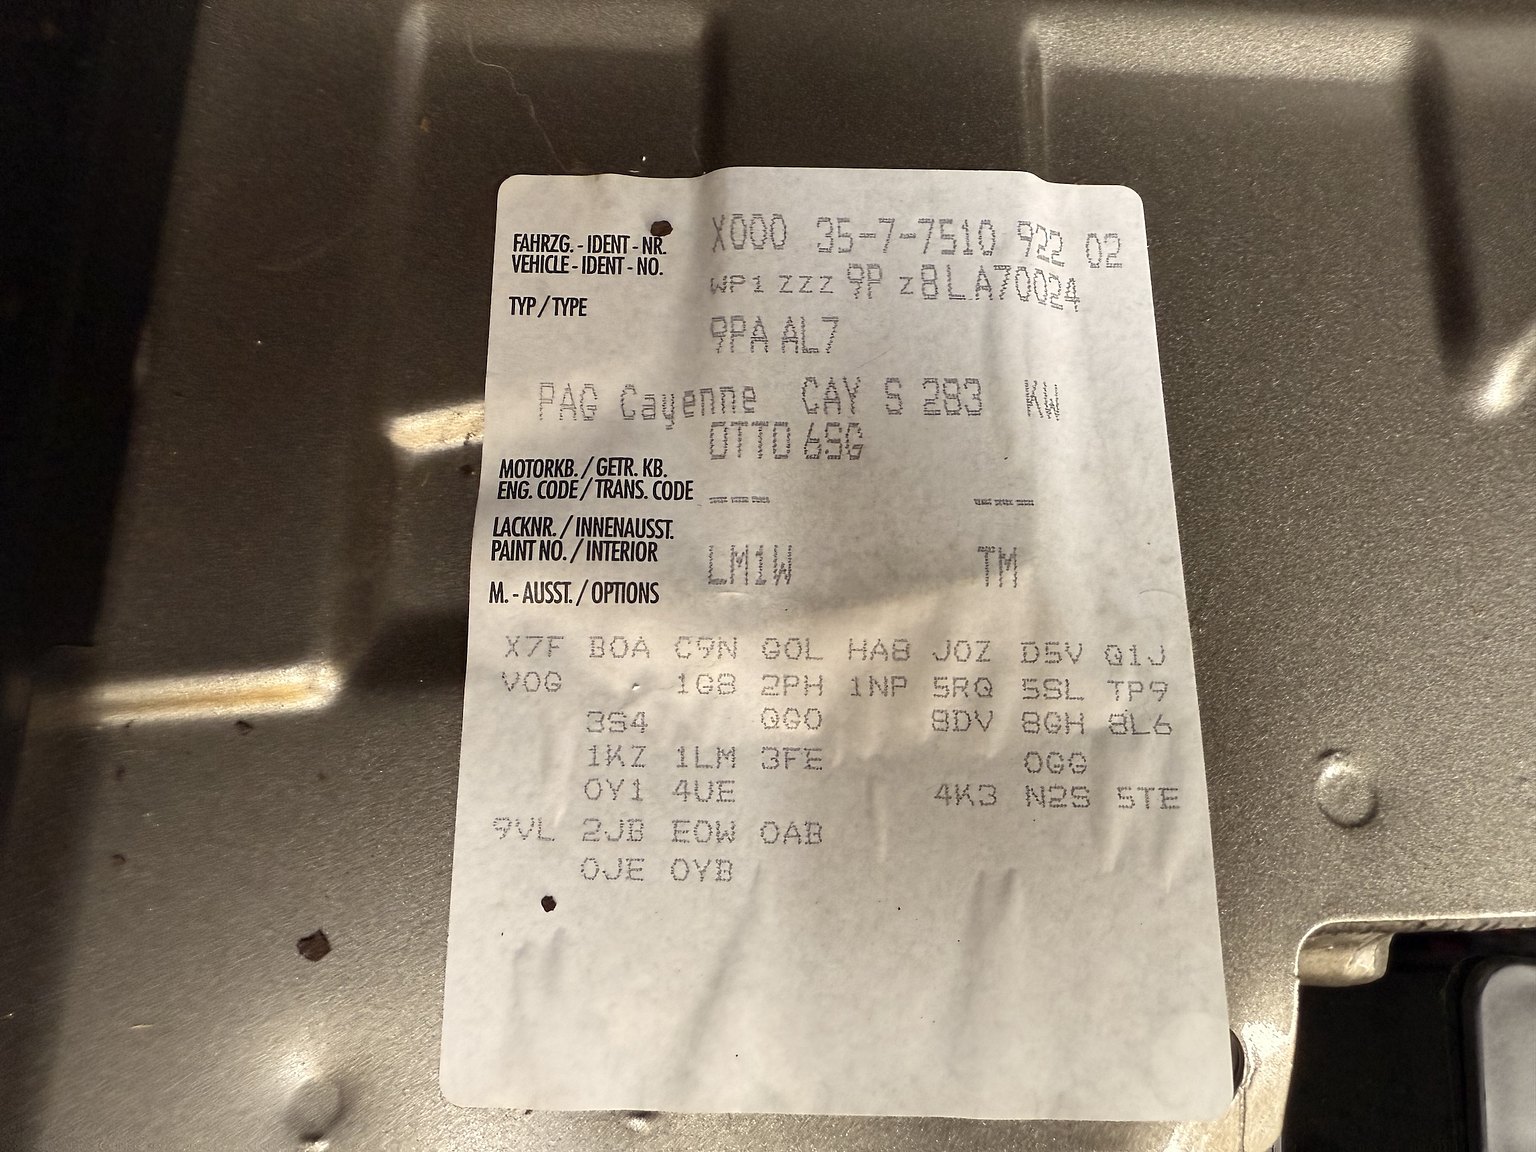 X000 35-7-7510 922 02
FAHRZG. - IDENT - NR.
VEHICLE - IDENT - NO. WP1 ZZZ 9P Z8LA70024
TYP / TYPE 9PA AL7
PAG Cayenne CAY S 283 KW
OTTO 6SG
MOTORKB. / GETR. KB.
ENG. CODE / TRANS. CODE --- ---
LACKNR. / INNENAUSST.
PAINT NO. / INTERIOR LM1W TM
M. - AUSST. / OPTIONS
X7F B0A C9N G0L HA8 J0Z D5V Q1J
V0G 1G8 2PH 1NP 5RQ 5SL TP9
3S4 QG0 8DV 8GH 8L6
1KZ 1LM 3FE 0GG
0Y1 4UE 4K3 N2S 5TE
9VL 2JB E0W 0AB
0JE 0YB